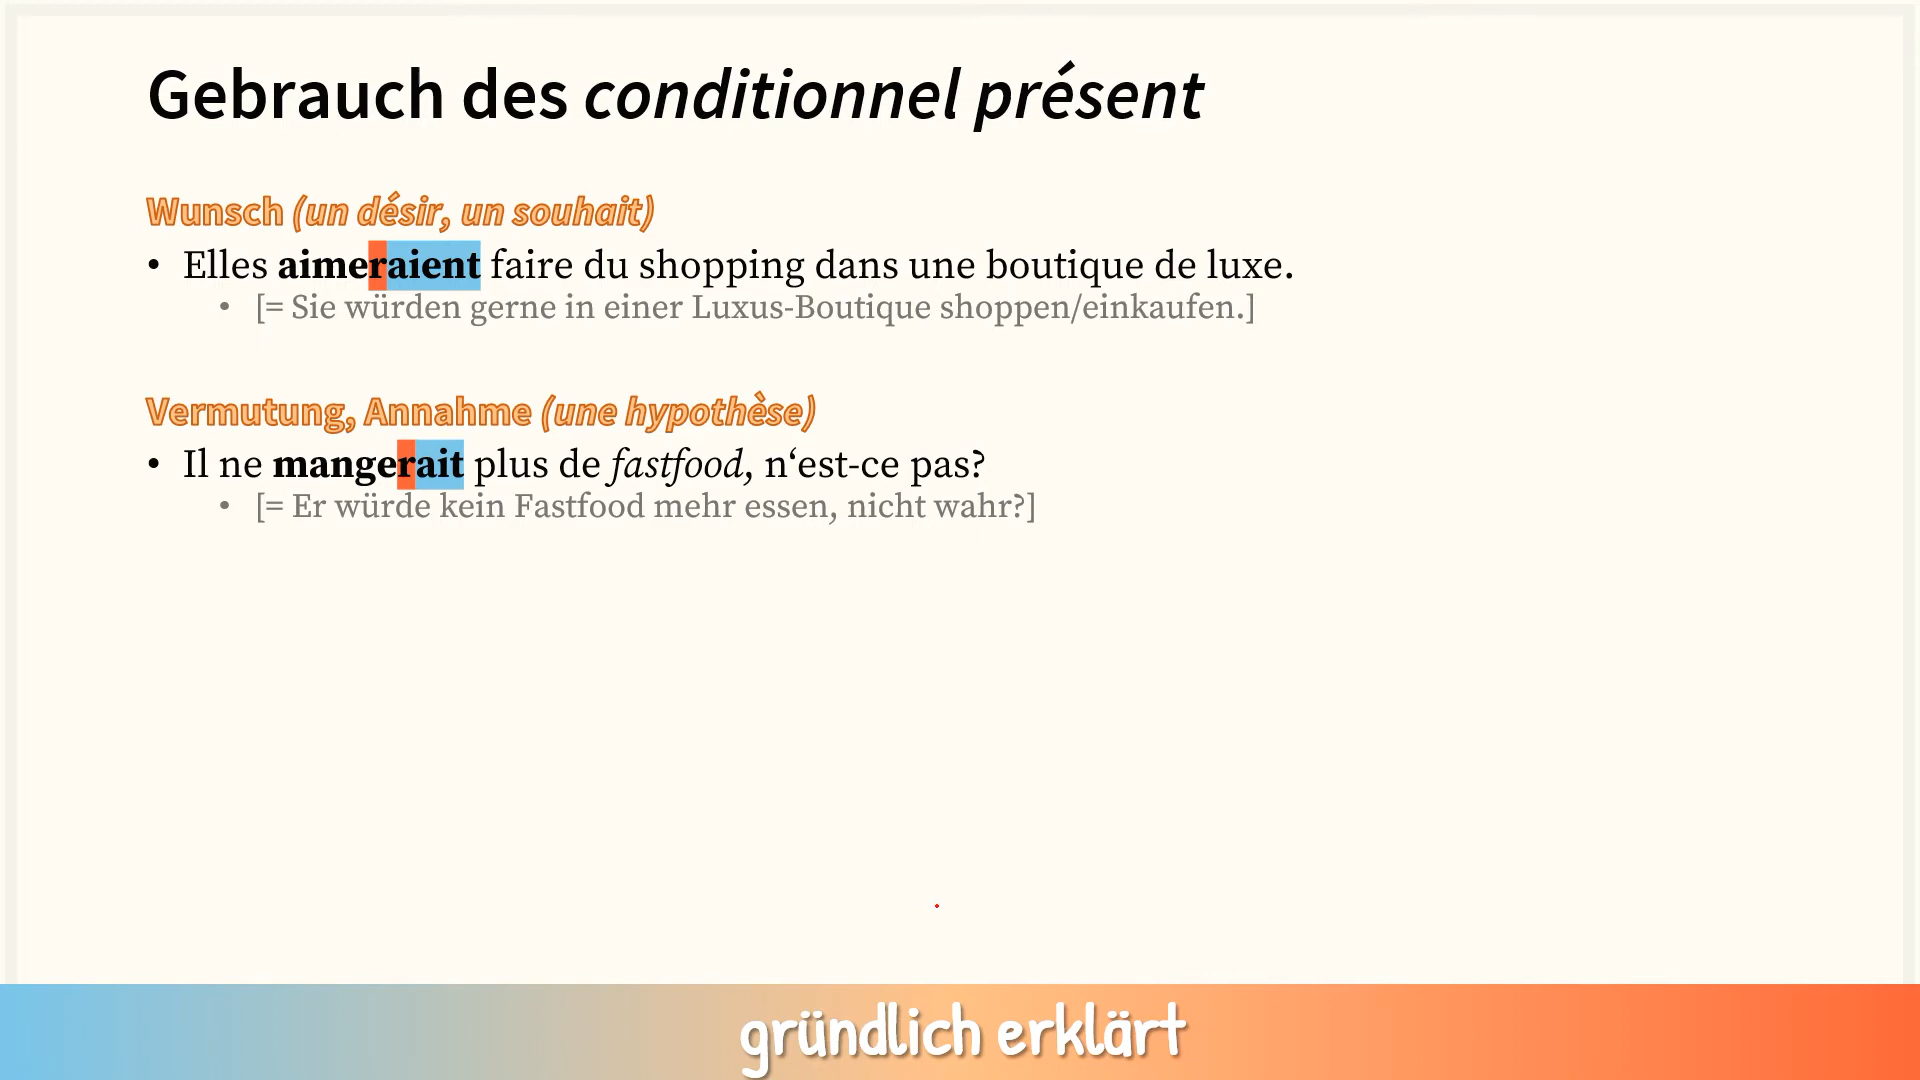 Gebrauch des conditionnel présent
Wunsch (un désir, un souhait)
• Elles aimeraient faire du shopping dans une boutique de luxe.
• [= Sie würden gerne in einer Luxus-Boutique shoppen/einkaufen.]
Vermutung, Annahme (une hypothèse)
• Il ne mangerait plus de fastfood, n‘est-ce pas?
• [= Er würde kein Fastfood mehr essen, nicht wahr?]
gründlich erklärt